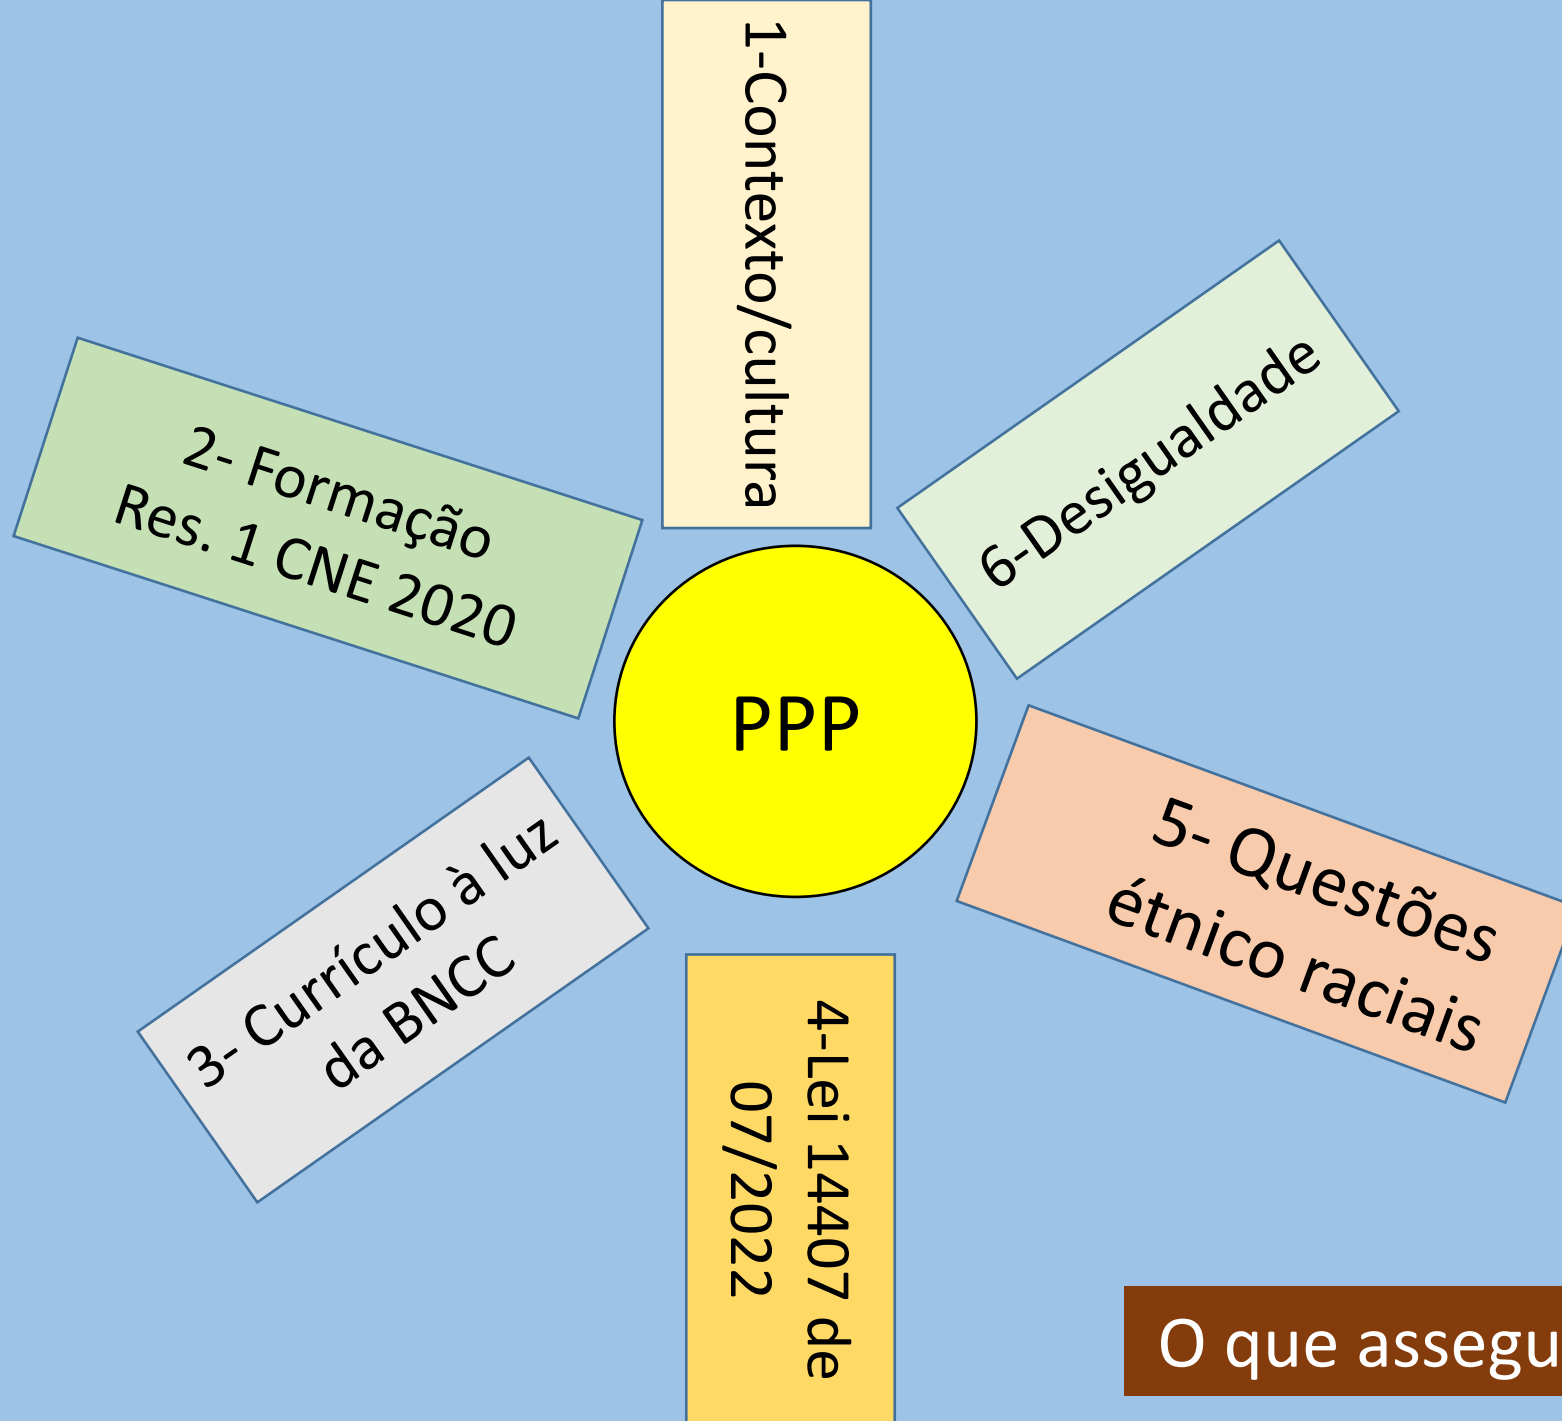 1-Contexto/cultura
2- Formação
Res. 1 CNE 2020
3- Currículo à luz
da BNCC
4-Lei 14407 de
07/2022
5- Questões
étnico raciais
6-Desigualdade
PPP
O que assegu